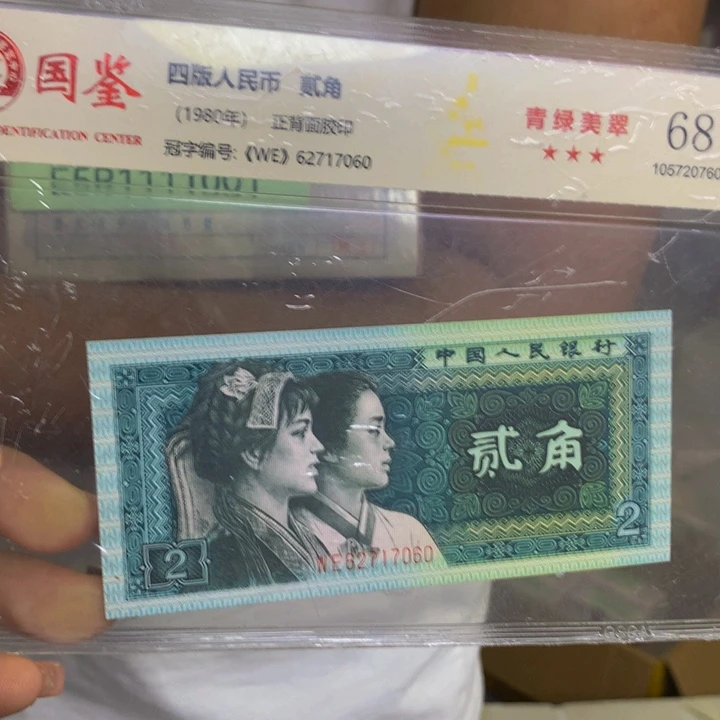 国鉴
DENTIFICATION CENTER
四版人民币 贰角
(1980年) 正背面胶印
冠字编号:《WE》62717060
青绿美翠
★★★
68
105720760
中国人民银行
贰角
2
2
WE62717060